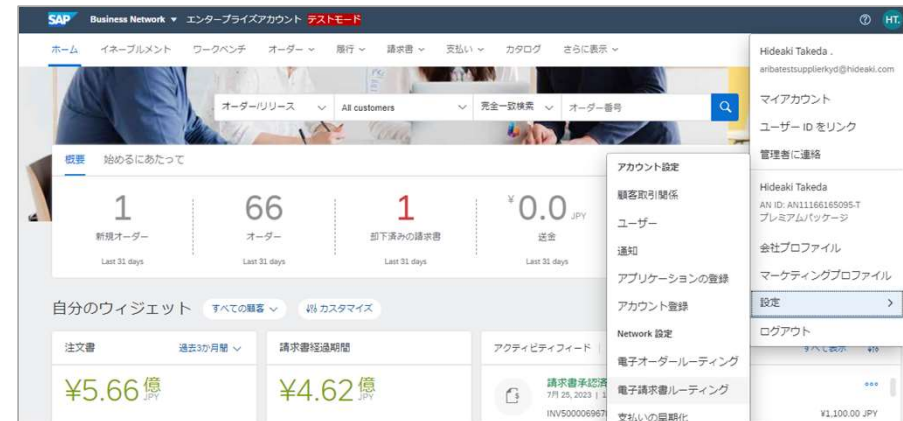 SAP Business Network ▾ エンタープライズアカウント テストモード
HT.
ホーム イネーブルメント ワークベンチ オーダー 履行 請求書 支払い カタログ さらに表示
オーダー/リリース All customers 完全一致検索 オーダー番号
概要 始めるにあたって
1 66 1 ¥0.0 JPY
新規オーダー オーダー 却下済みの請求書 送金
Last 31 days Last 31 days Last 31 days Last 31 days
自分のウィジェット すべての顧客 カスタマイズ
注文書 過去3か月間 請求書経過期間 アクティビティフィード すべて表示
¥5.66 億 JPY ¥4.62 億 JPY
請求書承認済
7月 25, 2023
¥1,100.00 JPY
アカウント設定
顧客取引関係
ユーザー
通知
アプリケーションの登録
アカウント登録
Network 設定
電子オーダールーティング
電子請求書ルーティング
支払いの早期化
Hideaki Takeda .
aribatestsupplierkyd@hideaki.com
マイアカウント
ユーザー ID をリンク
管理者に連絡
Hideaki Takeda
AN ID: AN11166165095-T
プレミアムパッケージ
会社プロファイル
マーケティングプロファイル
設定
ログアウト